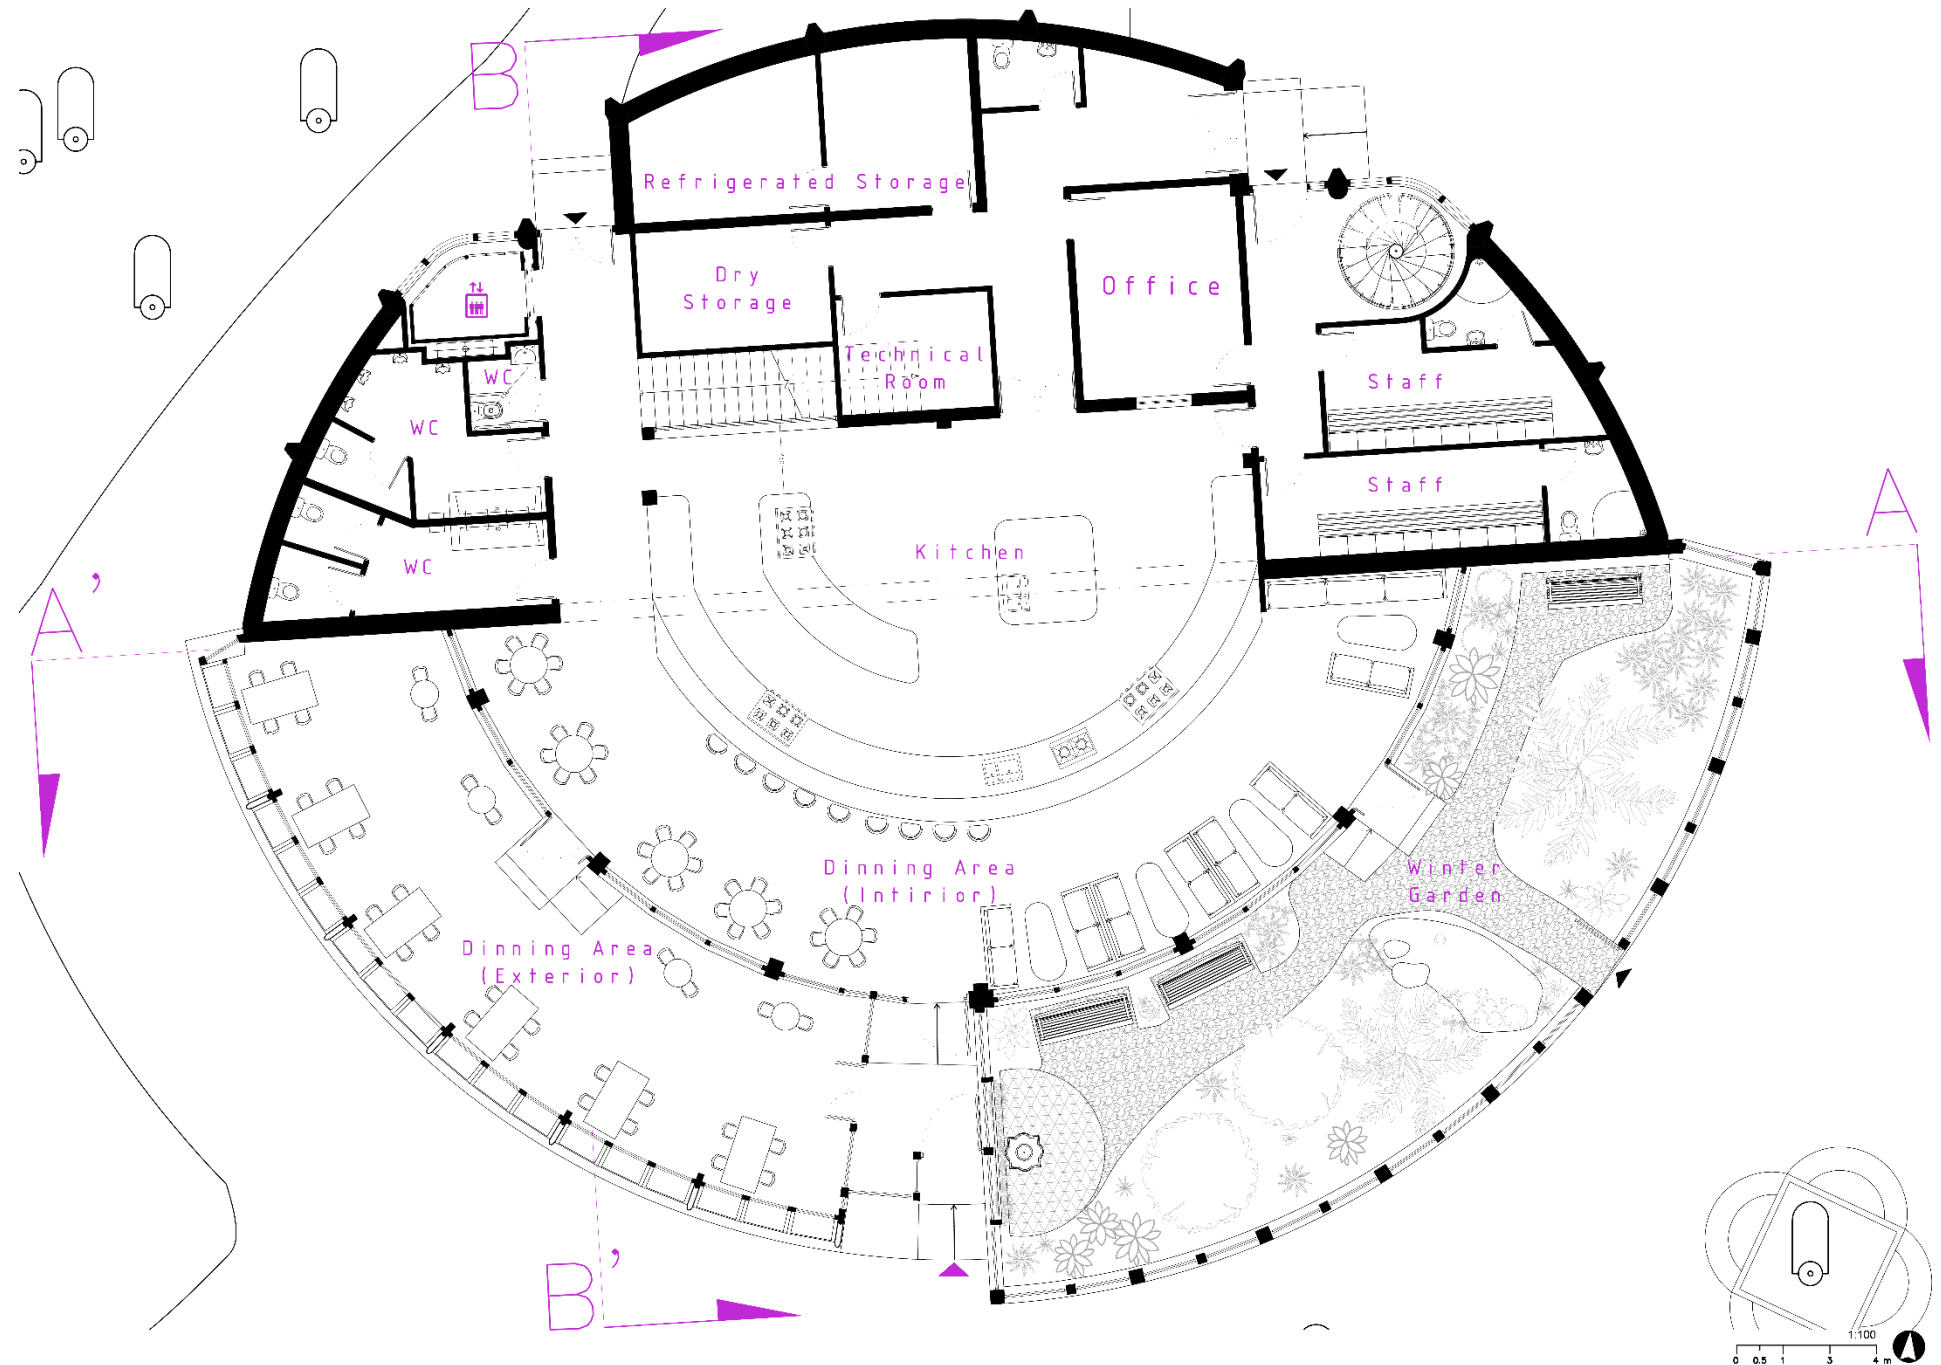 B
Refrigerated Storage
Dry
Storage
Office
Technical
Room
WC
WC
WC
Staff
Staff
A
A'
Kitchen
Dinning Area
(Intirior)
Winter
Garden
Dinning Area
(Exterior)
B'
1:100
0 0.5 1 3 4 m